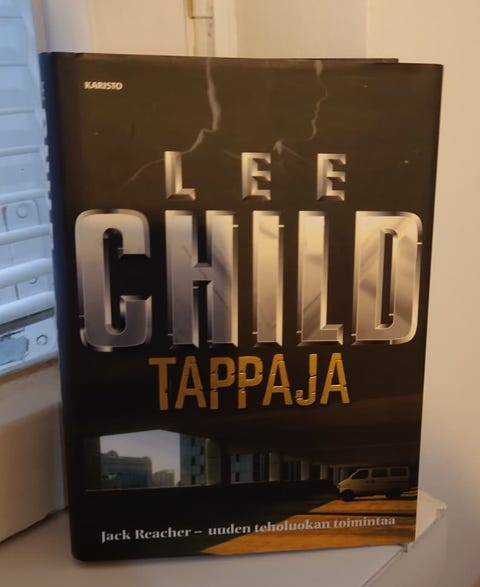 KARISTO
LEE
CHILD
TAPPAJA
Jack Reacher – uuden teholuokan toimintaa